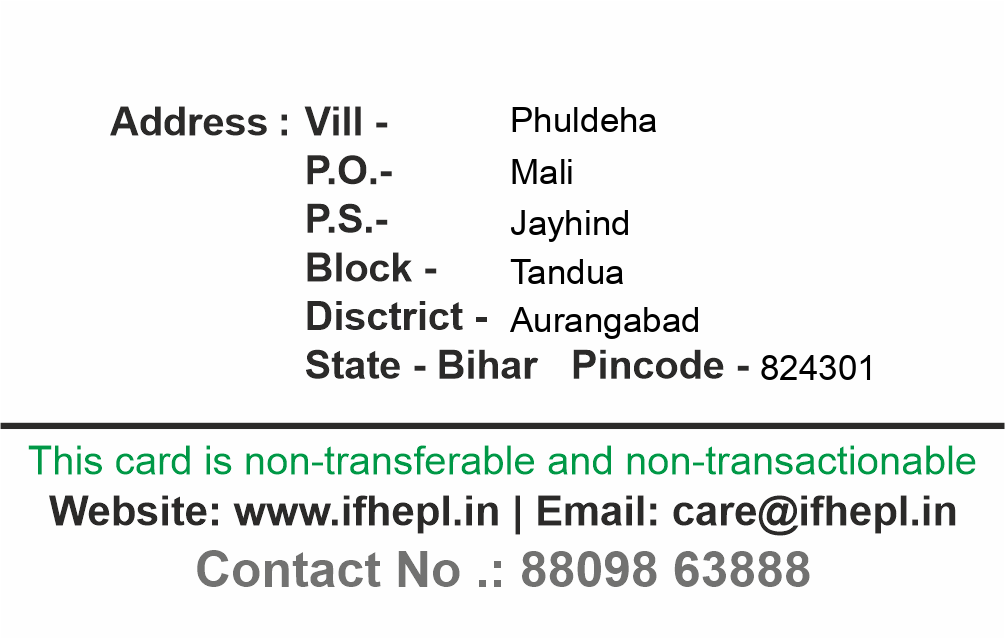 Address : Vill - Phuldeha
P.O.- Mali
P.S.- Jayhind
Block - Tandua
Disctrict - Aurangabad
State - Bihar Pincode - 824301
This card is non-transferable and non-transactionable
Website: www.ifhepl.in | Email: care@ifhepl.in
Contact No .: 88098 63888